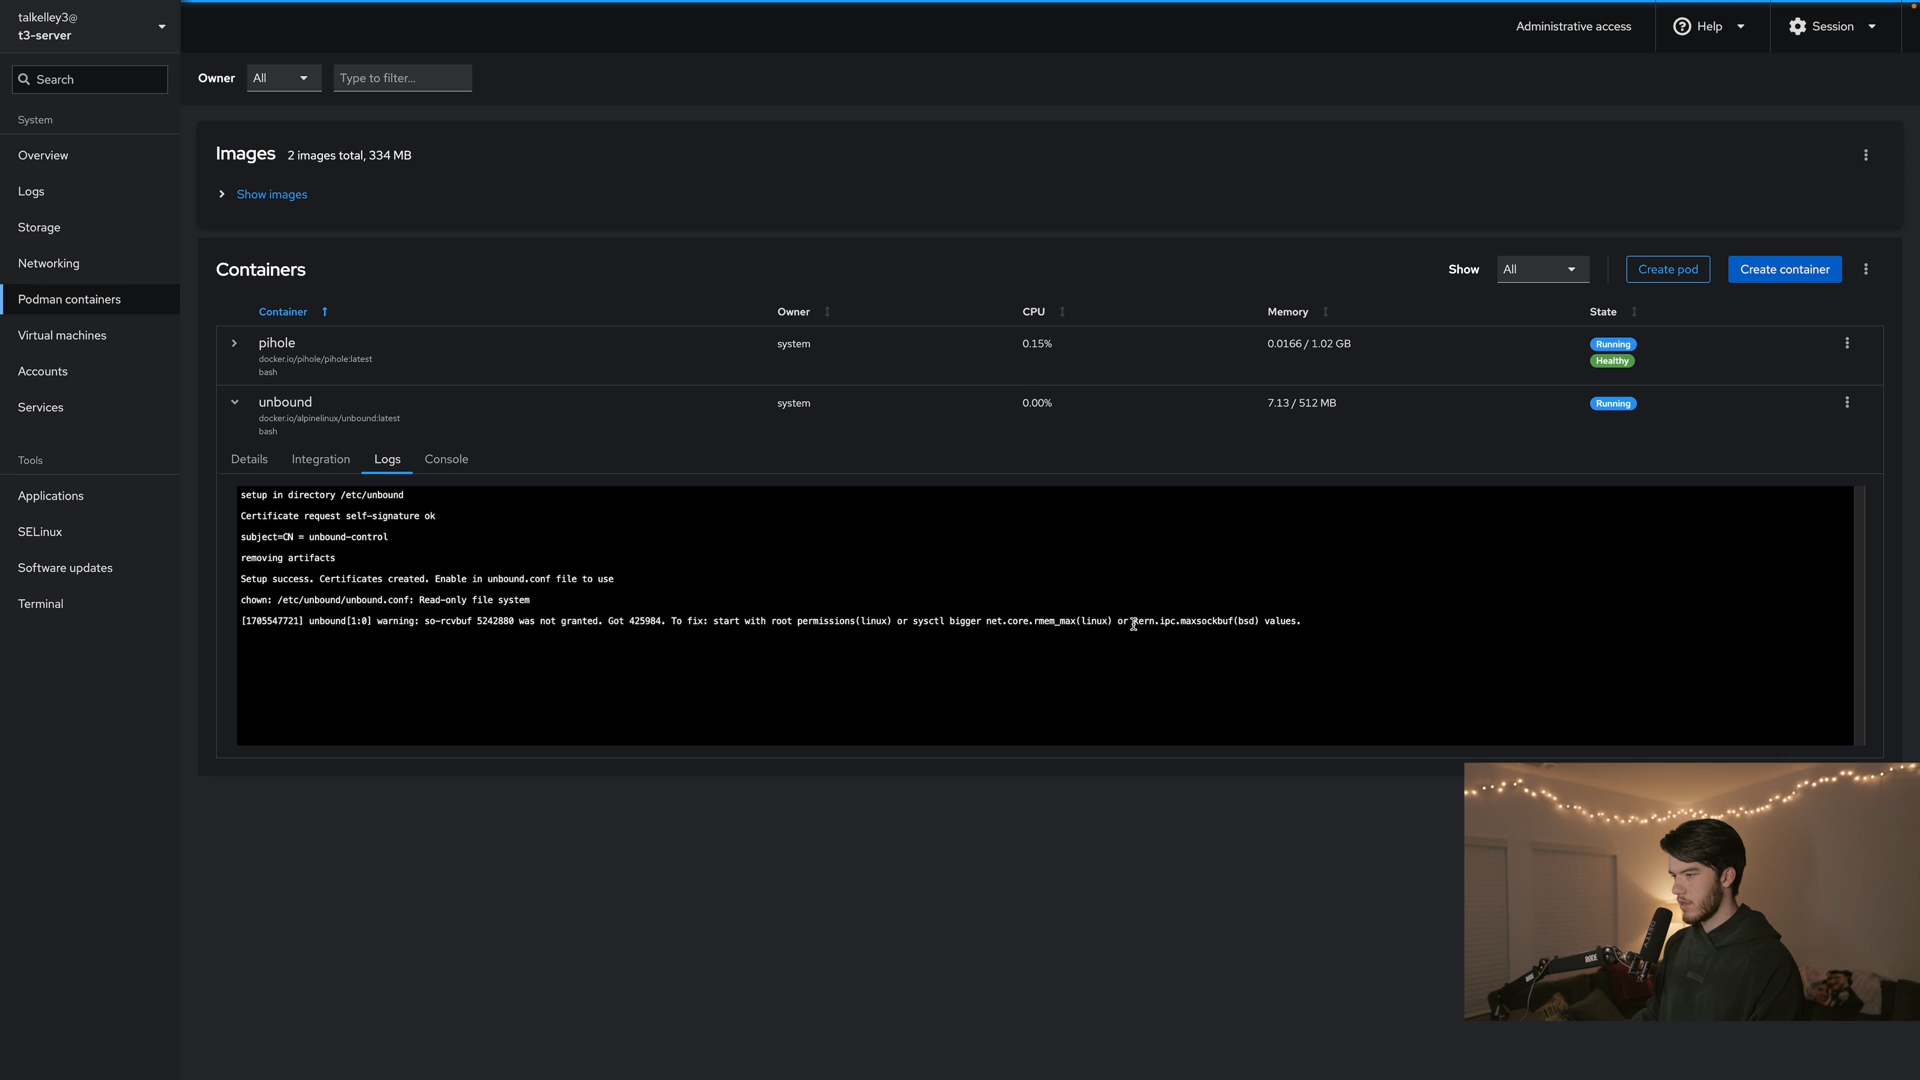 talkelley3@
t3-server
Administrative access
Help
Session
Search
Owner
All
Type to filter...
System
Overview
Logs
Storage
Networking
Podman containers
Virtual machines
Accounts
Services
Tools
Applications
SELinux
Software updates
Terminal
Images
2 images total, 334 MB
Show images
Containers
Show
All
Create pod
Create container
Container
Owner
CPU
Memory
State
pihole
docker.io/pihole/pihole:latest
bash
system
0.15%
0.0166 / 1.02 GB
Running
Healthy
unbound
docker.io/alpinelinux/unbound:latest
bash
system
0.00%
7.13 / 512 MB
Running
Details
Integration
Logs
Console
setup in directory /etc/unbound
Certificate request self-signature ok
subject=CN = unbound-control
removing artifacts
Setup success. Certificates created. Enable in unbound.conf file to use
chown: /etc/unbound/unbound.conf: Read-only file system
[1705547721] unbound[1:0] warning: so-rcvbuf 5242880 was not granted. Got 425984. To fix: start with root permissions(linux) or sysctl bigger net.core.rmem_max(linux) or kern.ipc.maxsockbuf(bsd) values.
RØDE